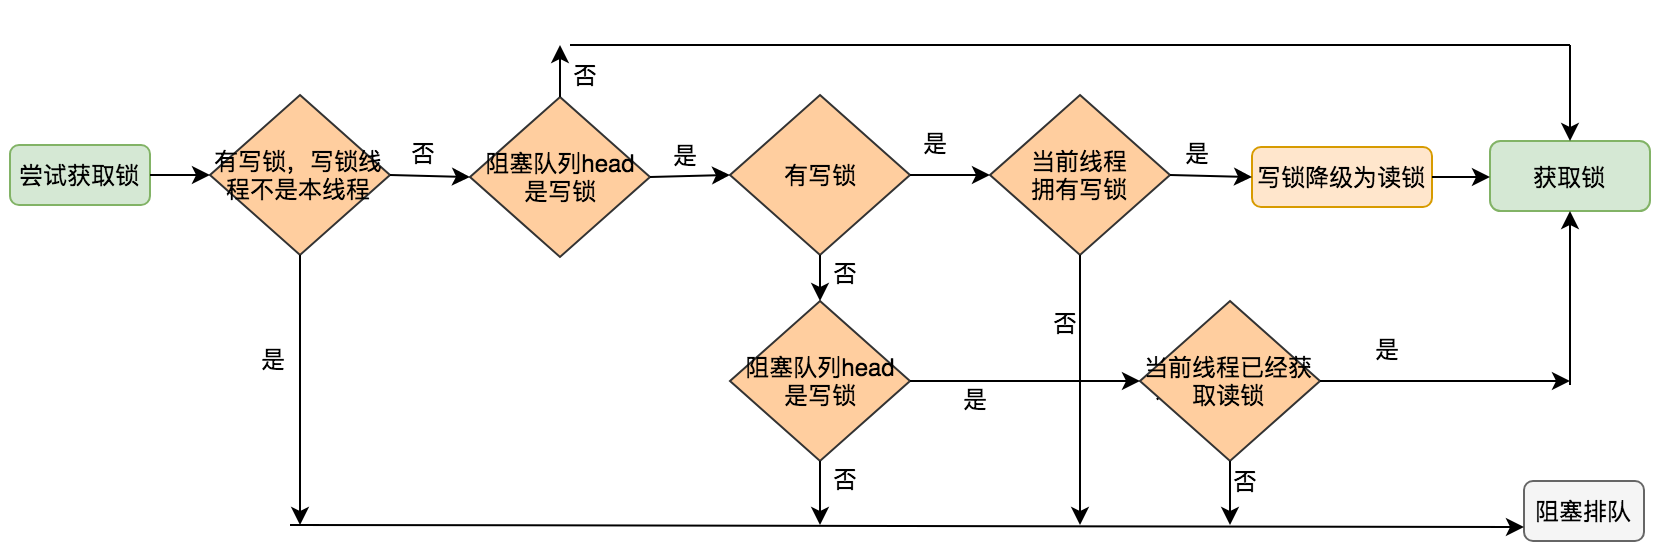 否
尝试获取锁
有写锁，写锁线
程不是本线程
否
阻塞队列head
是写锁
是
有写锁
是
当前线程
拥有写锁
是
写锁降级为读锁
获取锁
否
是
阻塞队列head
是写锁
是
否
当前线程已经获
取读锁
是
否
否
阻塞排队